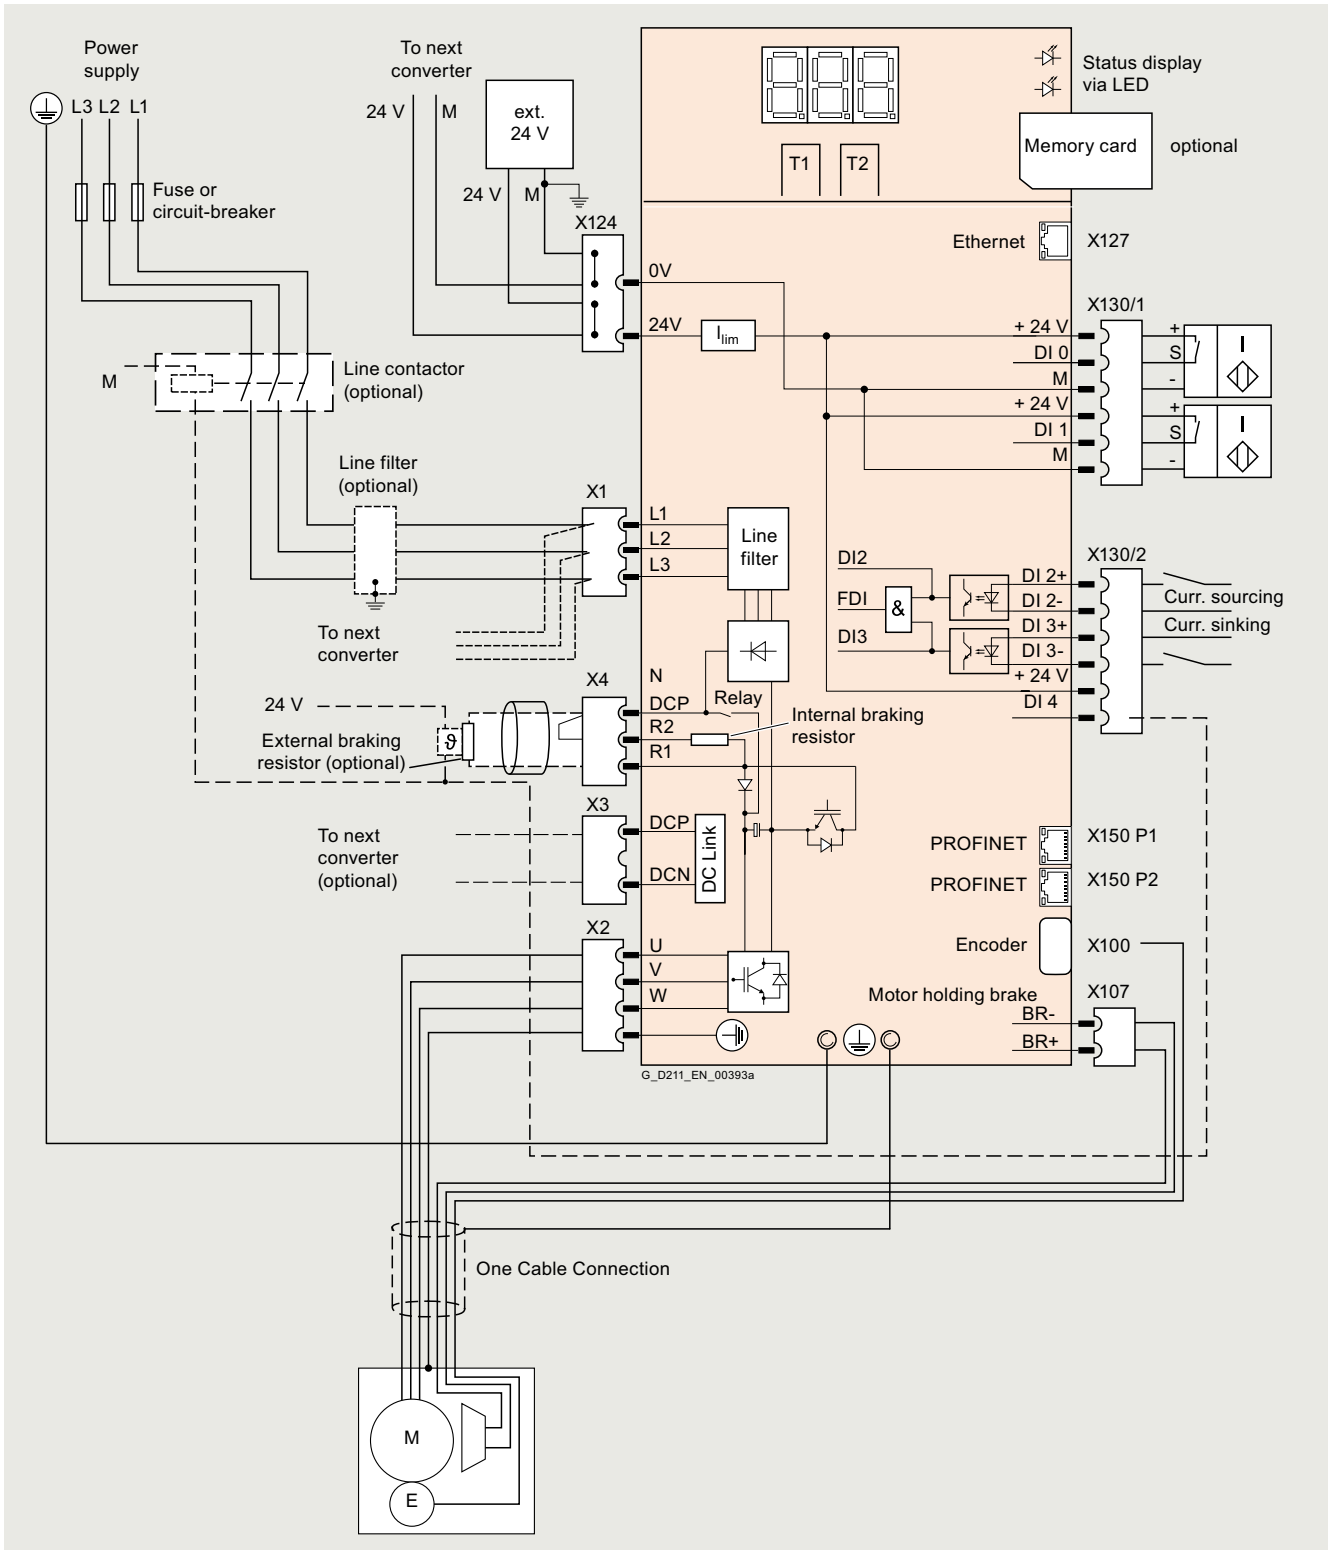 Power
supply
L3 L2 L1
Fuse or
circuit-breaker
To next
converter
24 V
M
ext.
24 V
24 V
M
X124
T1
T2
Status display
via LED
Memory card
optional
Ethernet
X127
0V
24V
Ilim
X130/1
+ 24 V
DI 0
M
+ 24 V
DI 1
M
+
S
-
I
+
S
-
I
M
Line contactor
(optional)
Line filter
(optional)
X1
L1
L2
L3
Line
filter
To next
converter
X130/2
DI2
FDI
&
DI3
DI 2+
DI 2-
DI 3+
DI 3-
+ 24 V
DI 4
Curr. sourcing
Curr. sinking
X4
N
DCP
R2
R1
Relay
Internal braking
resistor
24 V
ϑ
External braking
resistor (optional)
X3
DCP
DCN
DC Link
To next
converter
(optional)
PROFINET
X150 P1
PROFINET
X150 P2
X2
U
V
W
Encoder
X100
Motor holding brake
X107
BR-
BR+
G_D211_EN_00393a
One Cable Connection
M
E